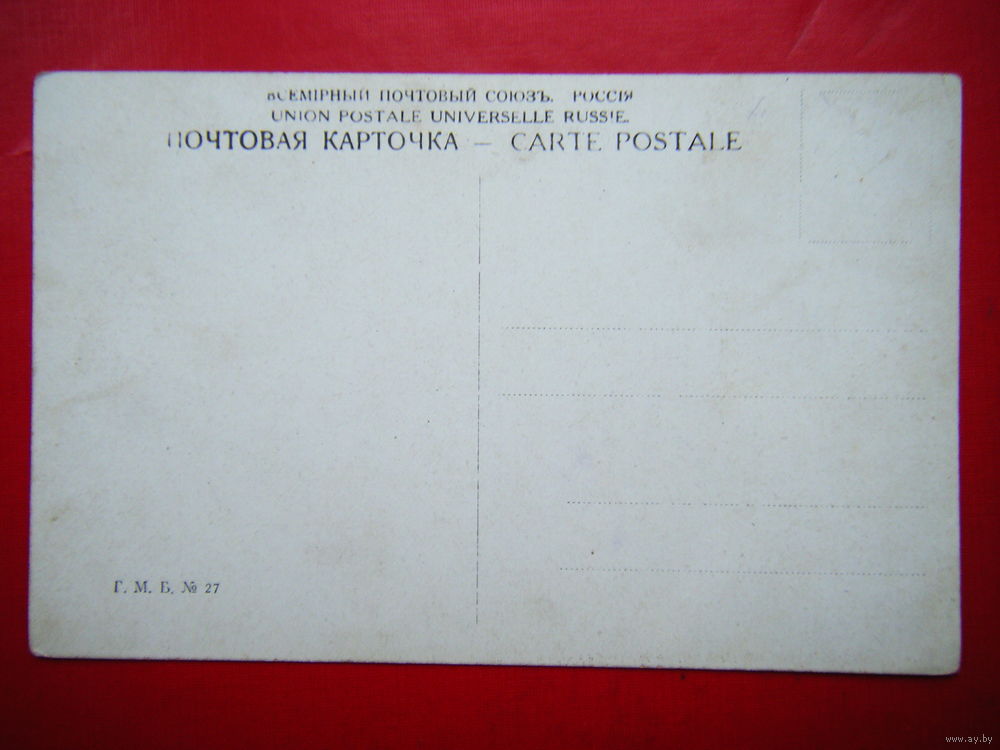 ВСЕМІРНЫЙ ПОЧТОВЫЙ СОЮЗЪ. РОССІЯ
UNION POSTALE UNIVERSELLE RUSSIE.
ПОЧТОВАЯ КАРТОЧКА — CARTE POSTALE
Г. М. Б. № 27
www.ay.by